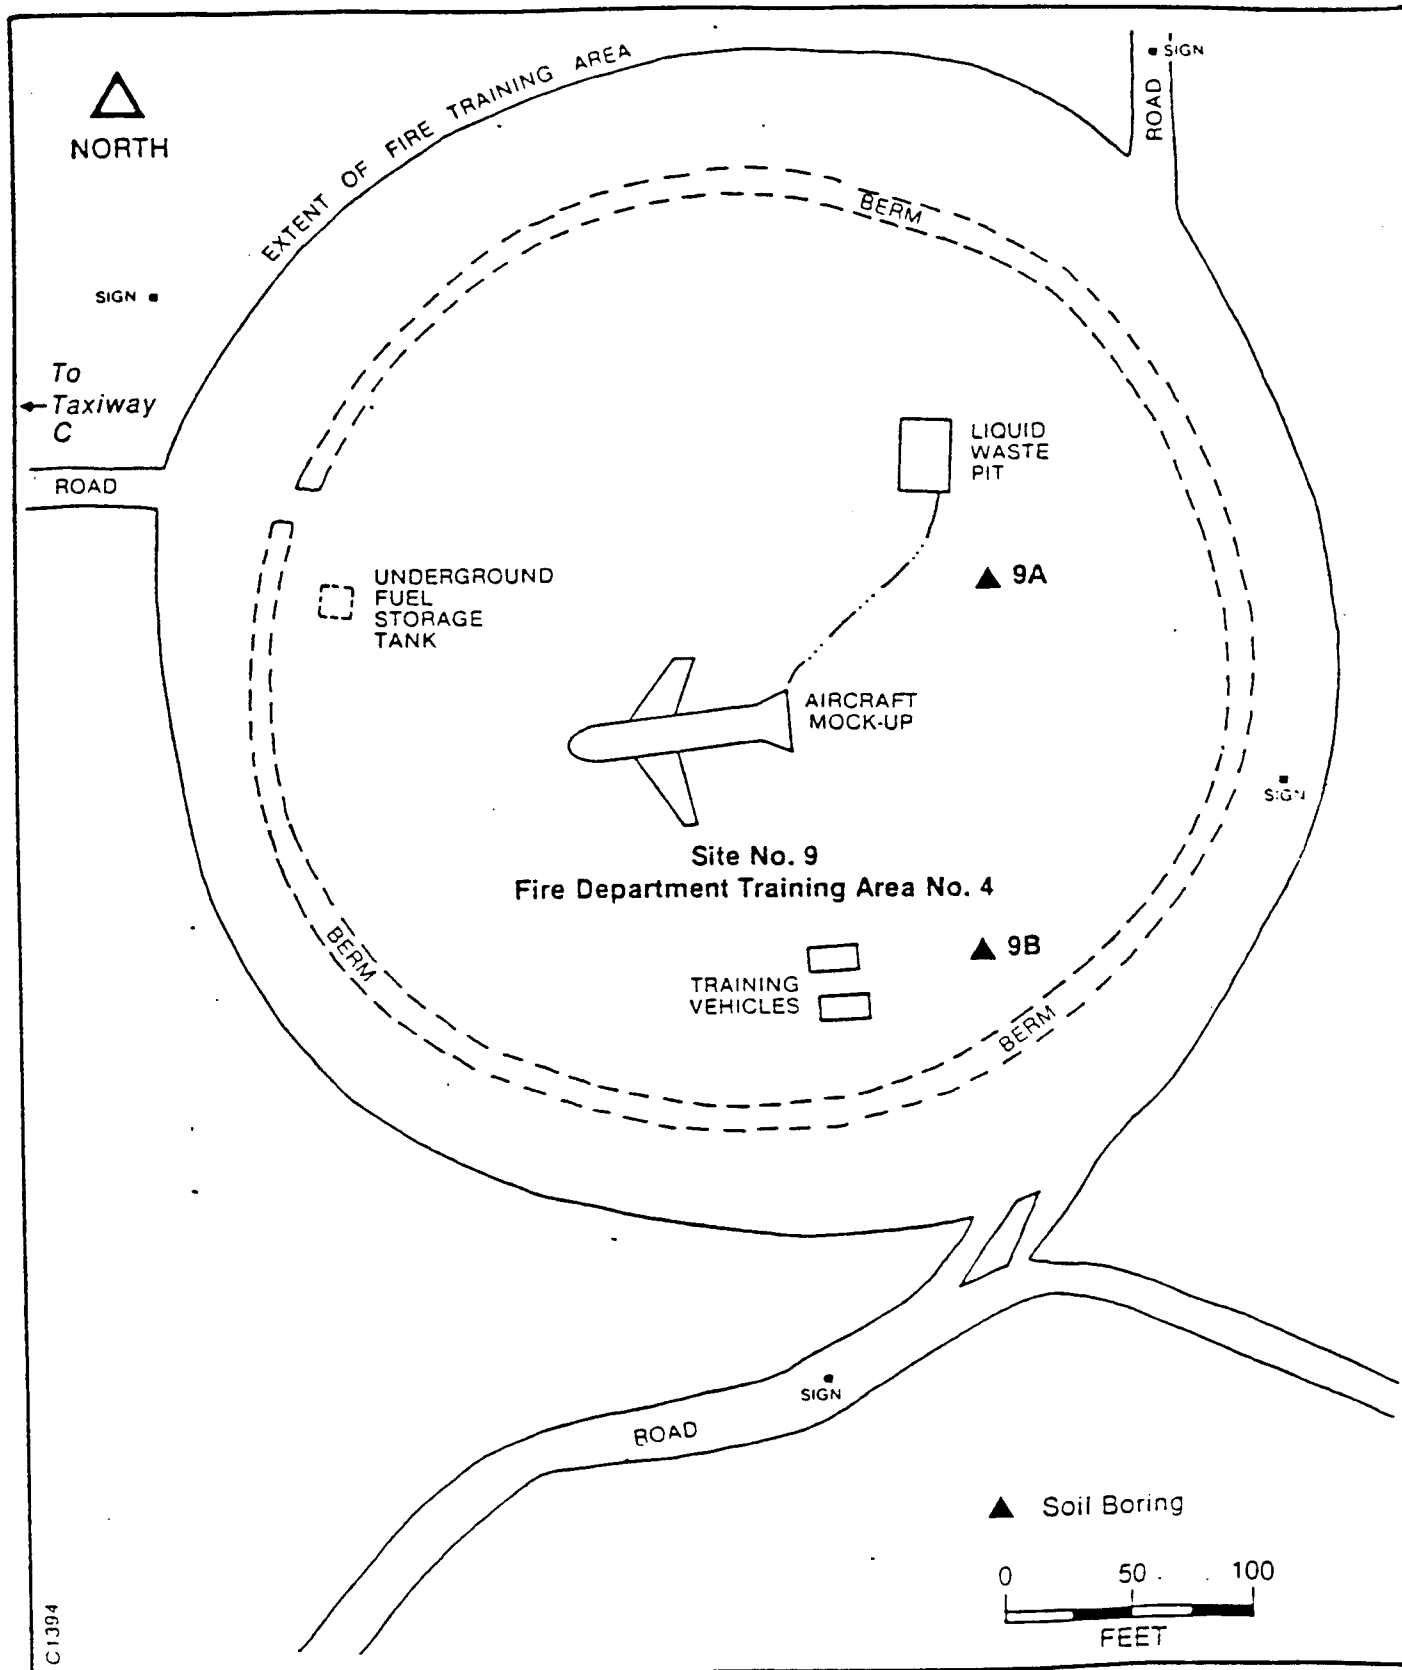 SIGN
ROAD
NORTH
EXTENT OF FIRE TRAINING AREA
BERM
SIGN
To
Taxiway
C
ROAD
LIQUID
WASTE
PIT
9A
UNDERGROUND
FUEL
STORAGE
TANK
AIRCRAFT
MOCK-UP
SIGN
Site No. 9
Fire Department Training Area No. 4
BERM
9B
TRAINING
VEHICLES
BERM
SIGN
ROAD
Soil Boring
0 50 100
FEET
C1394